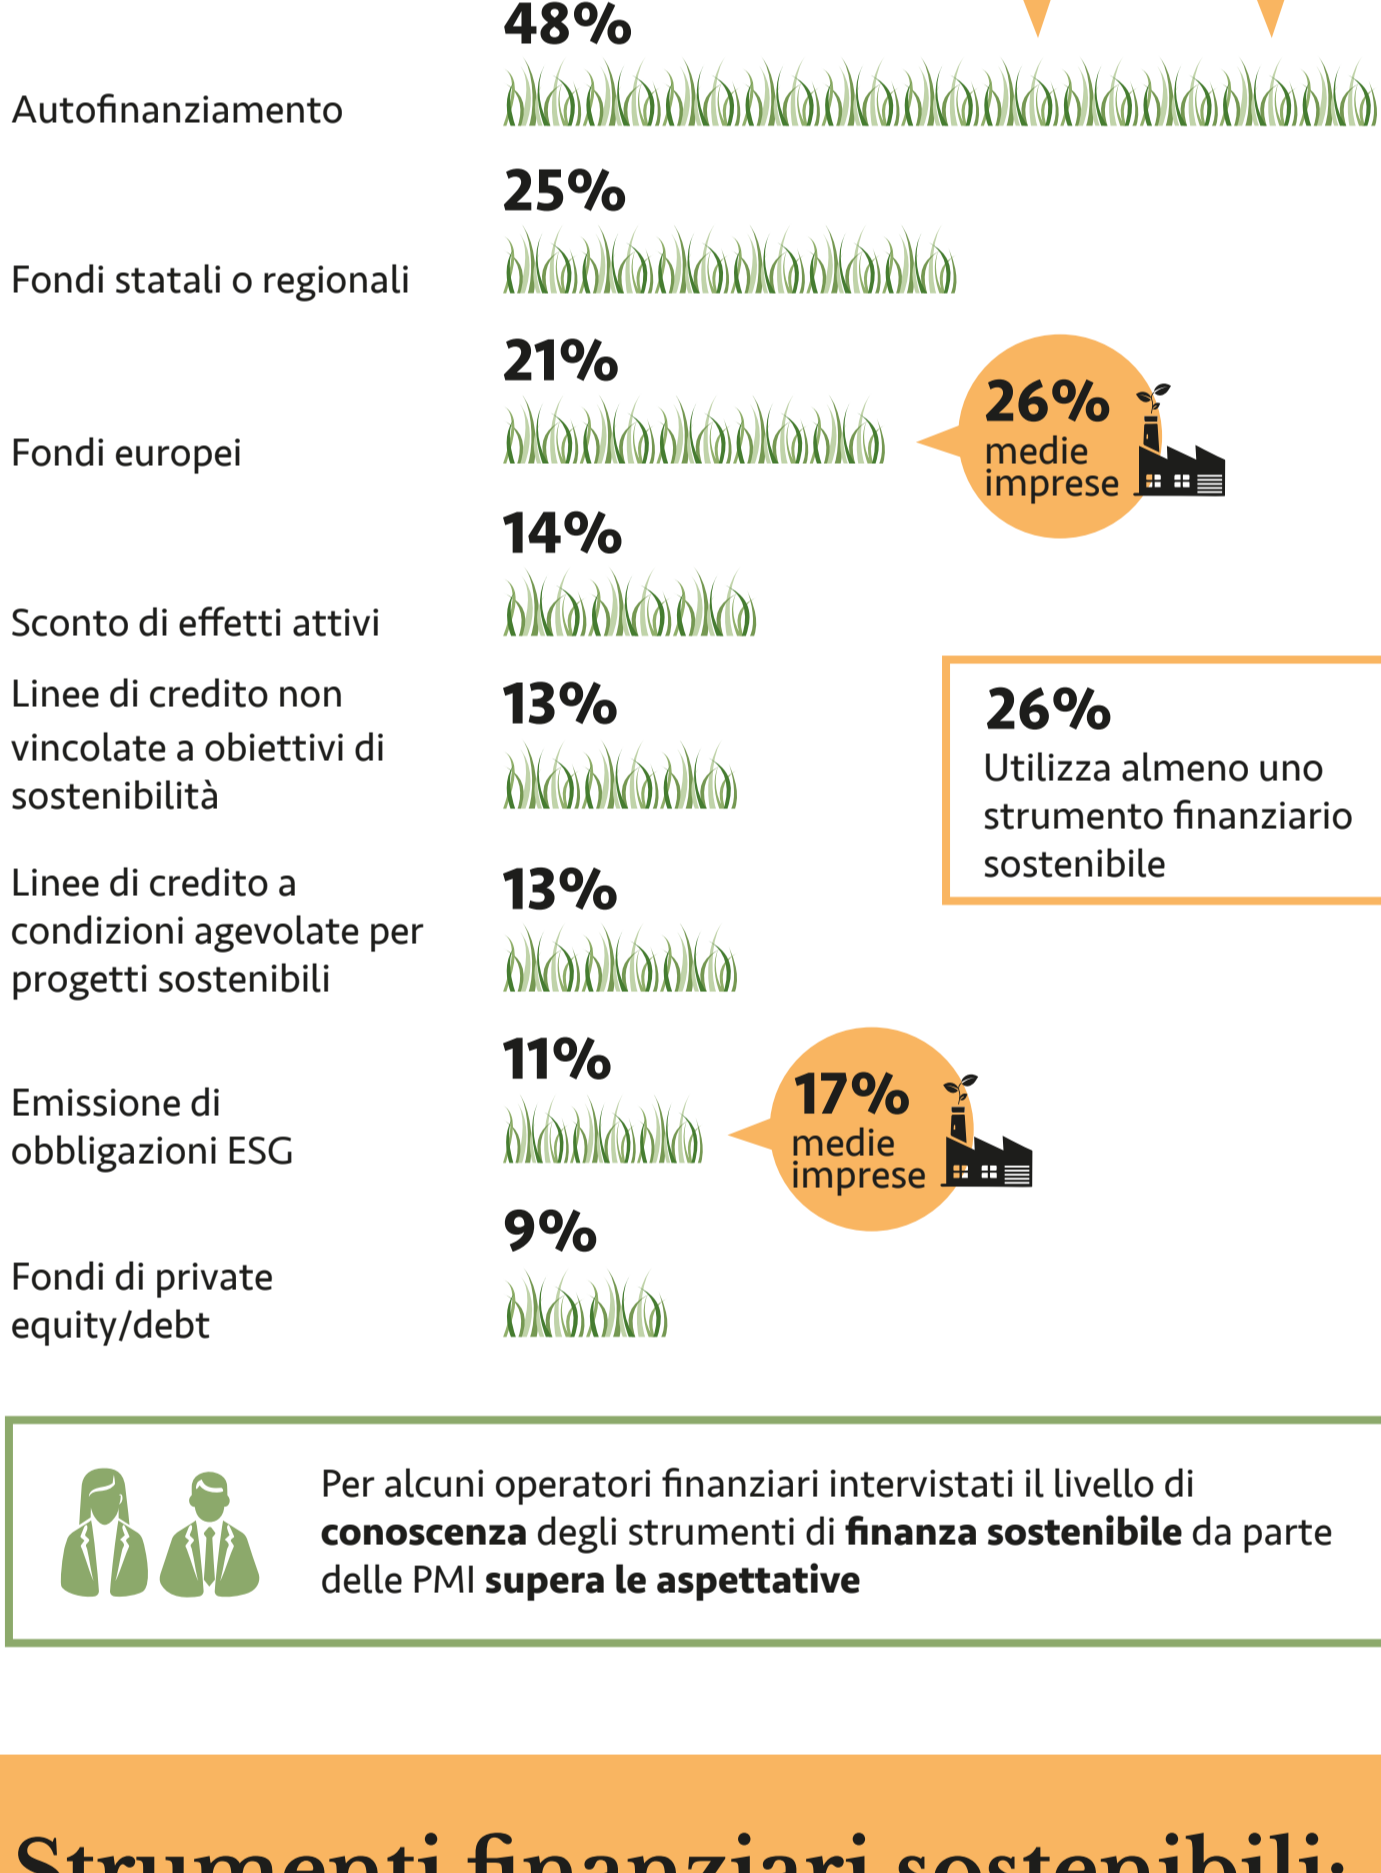 48%
Autofinanziamento
25%
Fondi statali o regionali
21%
Fondi europei
26%
medie
imprese
14%
Sconto di effetti attivi
Linee di credito non
vincolate a obiettivi di
sostenibilità
13%
26%
Utilizza almeno uno
strumento finanziario
sostenibile
Linee di credito a
condizioni agevolate per
progetti sostenibili
13%
11%
Emissione di
obbligazioni ESG
17%
medie
imprese
9%
Fondi di private
equity/debt
Per alcuni operatori finanziari intervistati il livello di
conoscenza degli strumenti di finanza sostenibile da parte
delle PMI supera le aspettative
Strumenti finanziari sostenibili: